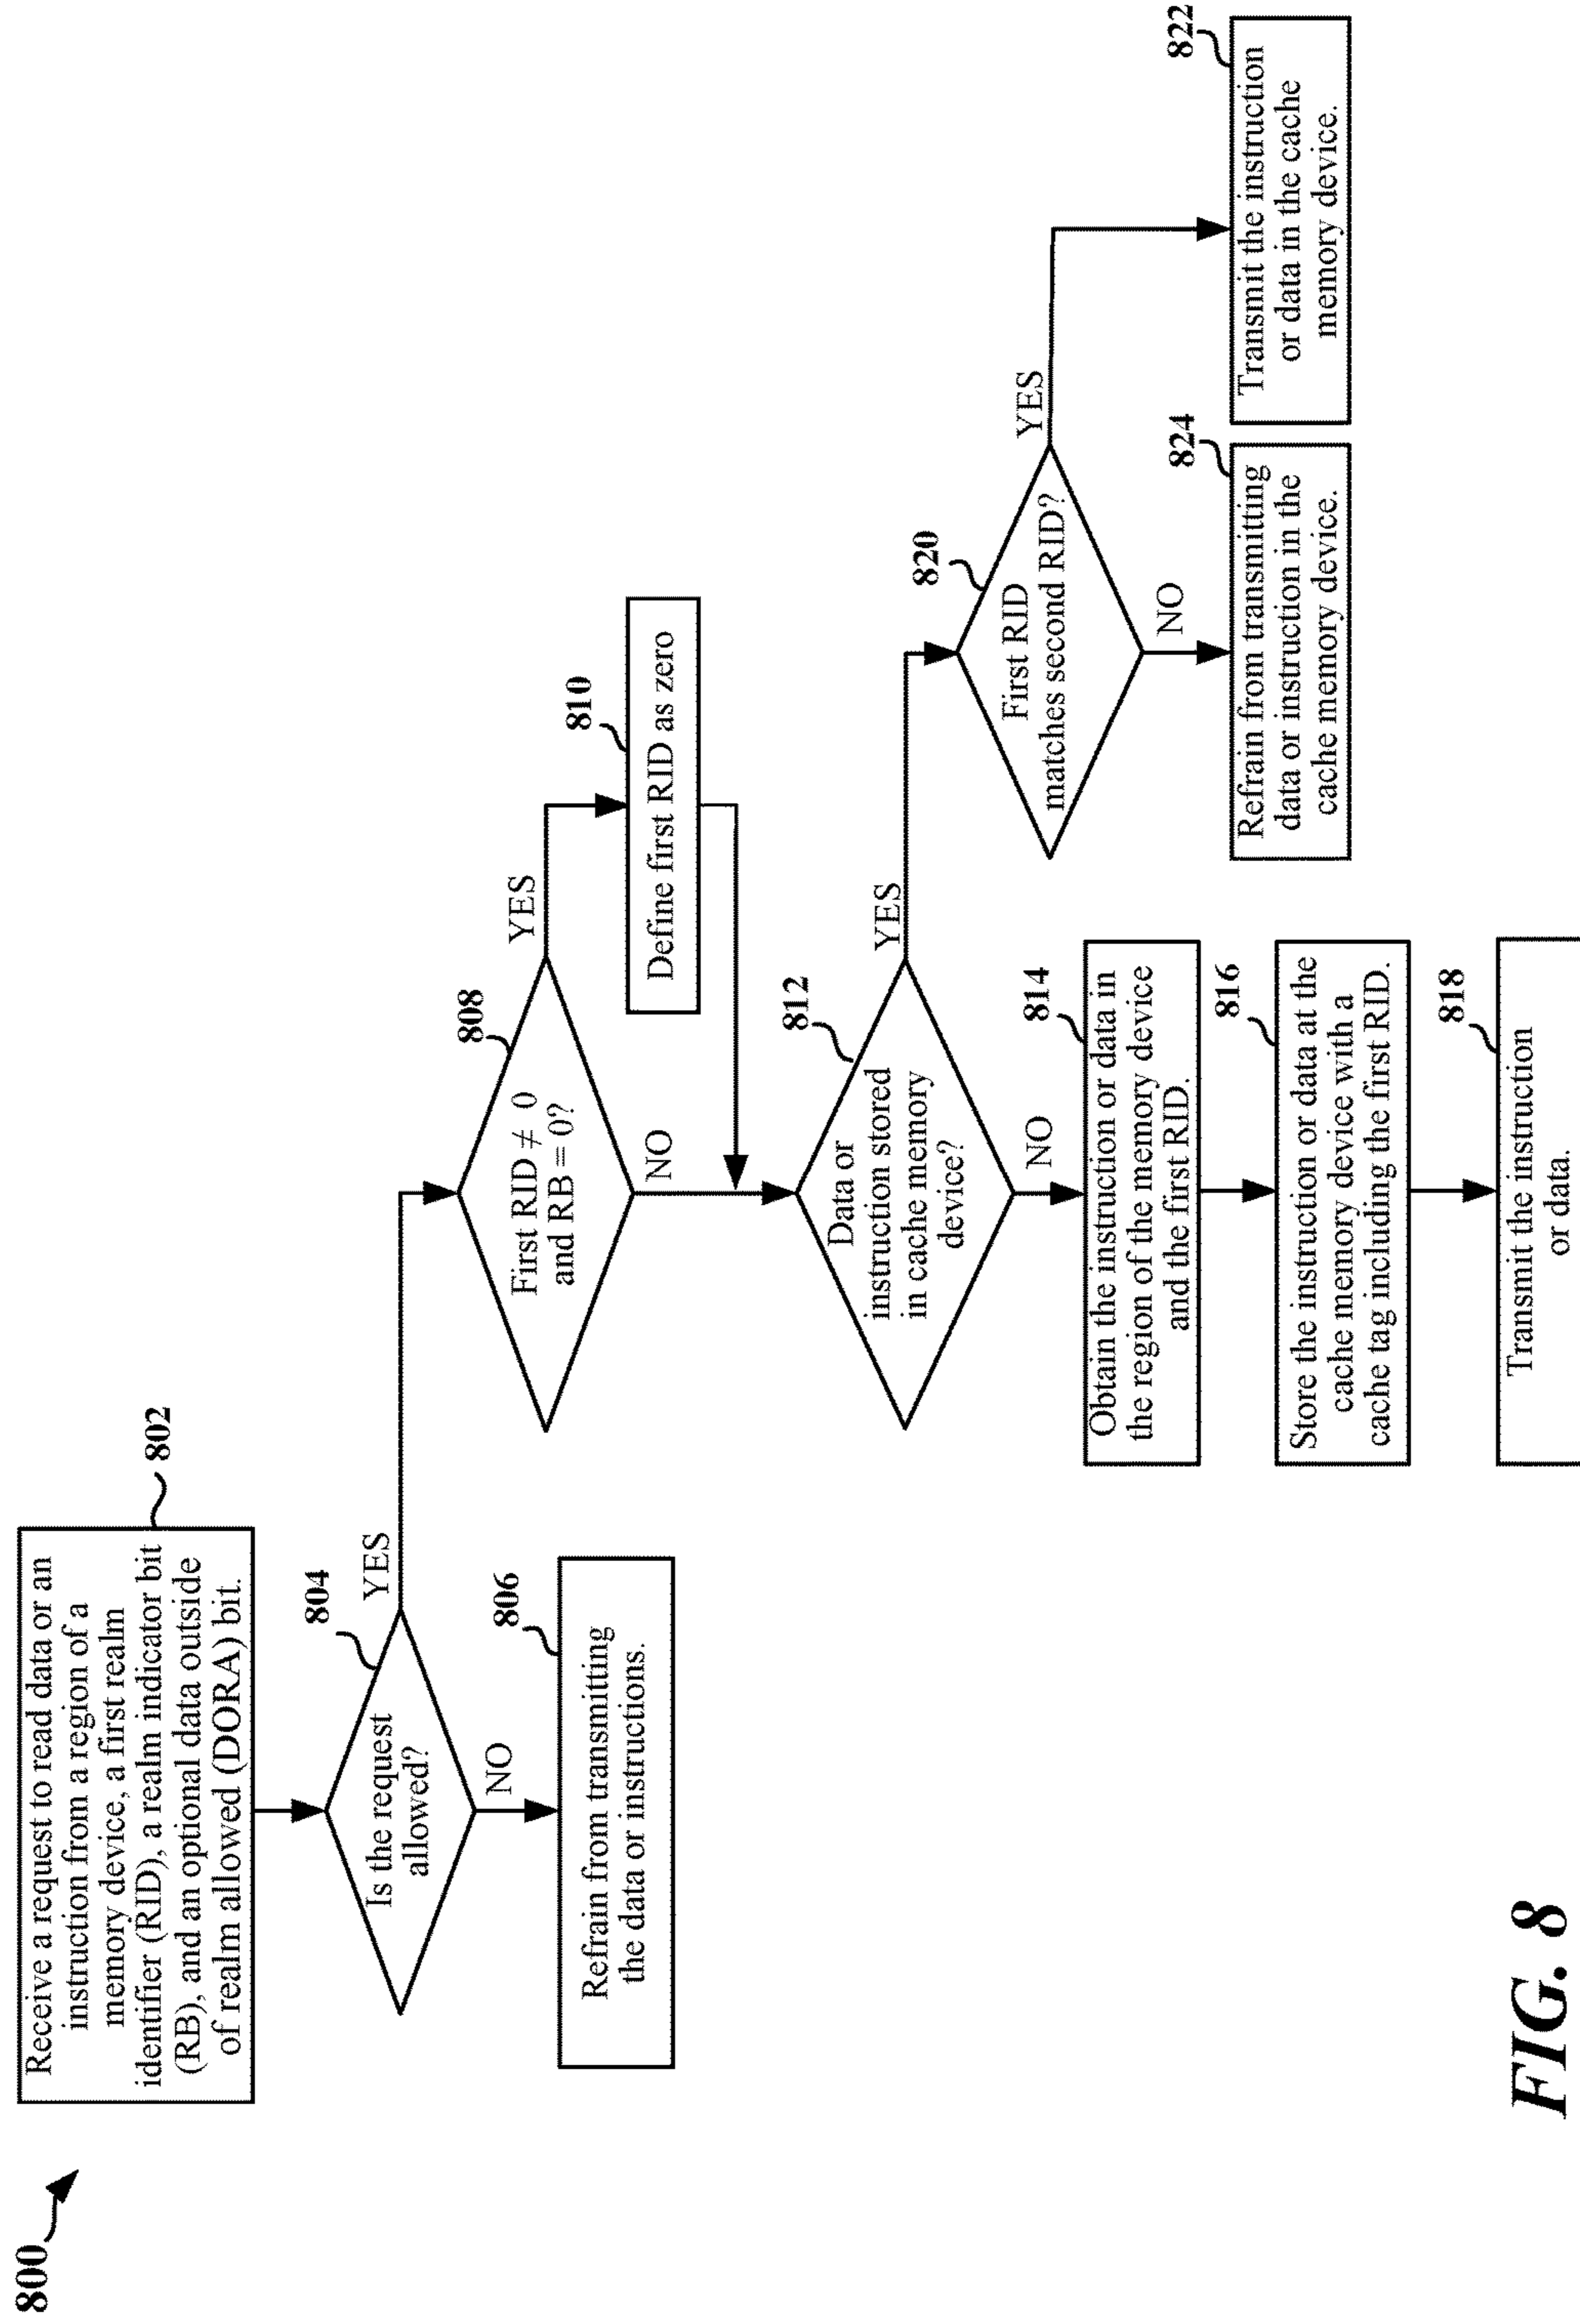 800
802
Receive a request to read data or an
instruction from a region of a
memory device, a first realm
identifier (RID), a realm indicator bit
(RB), and an optional data outside
of realm allowed (DORA) bit.
804
Is the request
allowed?
YES
NO
806
Refrain from transmitting
the data or instructions.
808
First RID ≠ 0
and RB = 0?
YES
NO
810
Define first RID as zero
812
Data or
instruction stored
in cache memory
device?
YES
NO
814
Obtain the instruction or data in
the region of the memory device
and the first RID.
816
Store the instruction or data at the
cache memory device with a
cache tag including the first RID.
818
Transmit the instruction
or data.
820
First RID
matches second RID?
YES
NO
824
Refrain from transmitting
data or instruction in the
cache memory device.
822
Transmit the instruction
or data in the cache
memory device.
FIG. 8